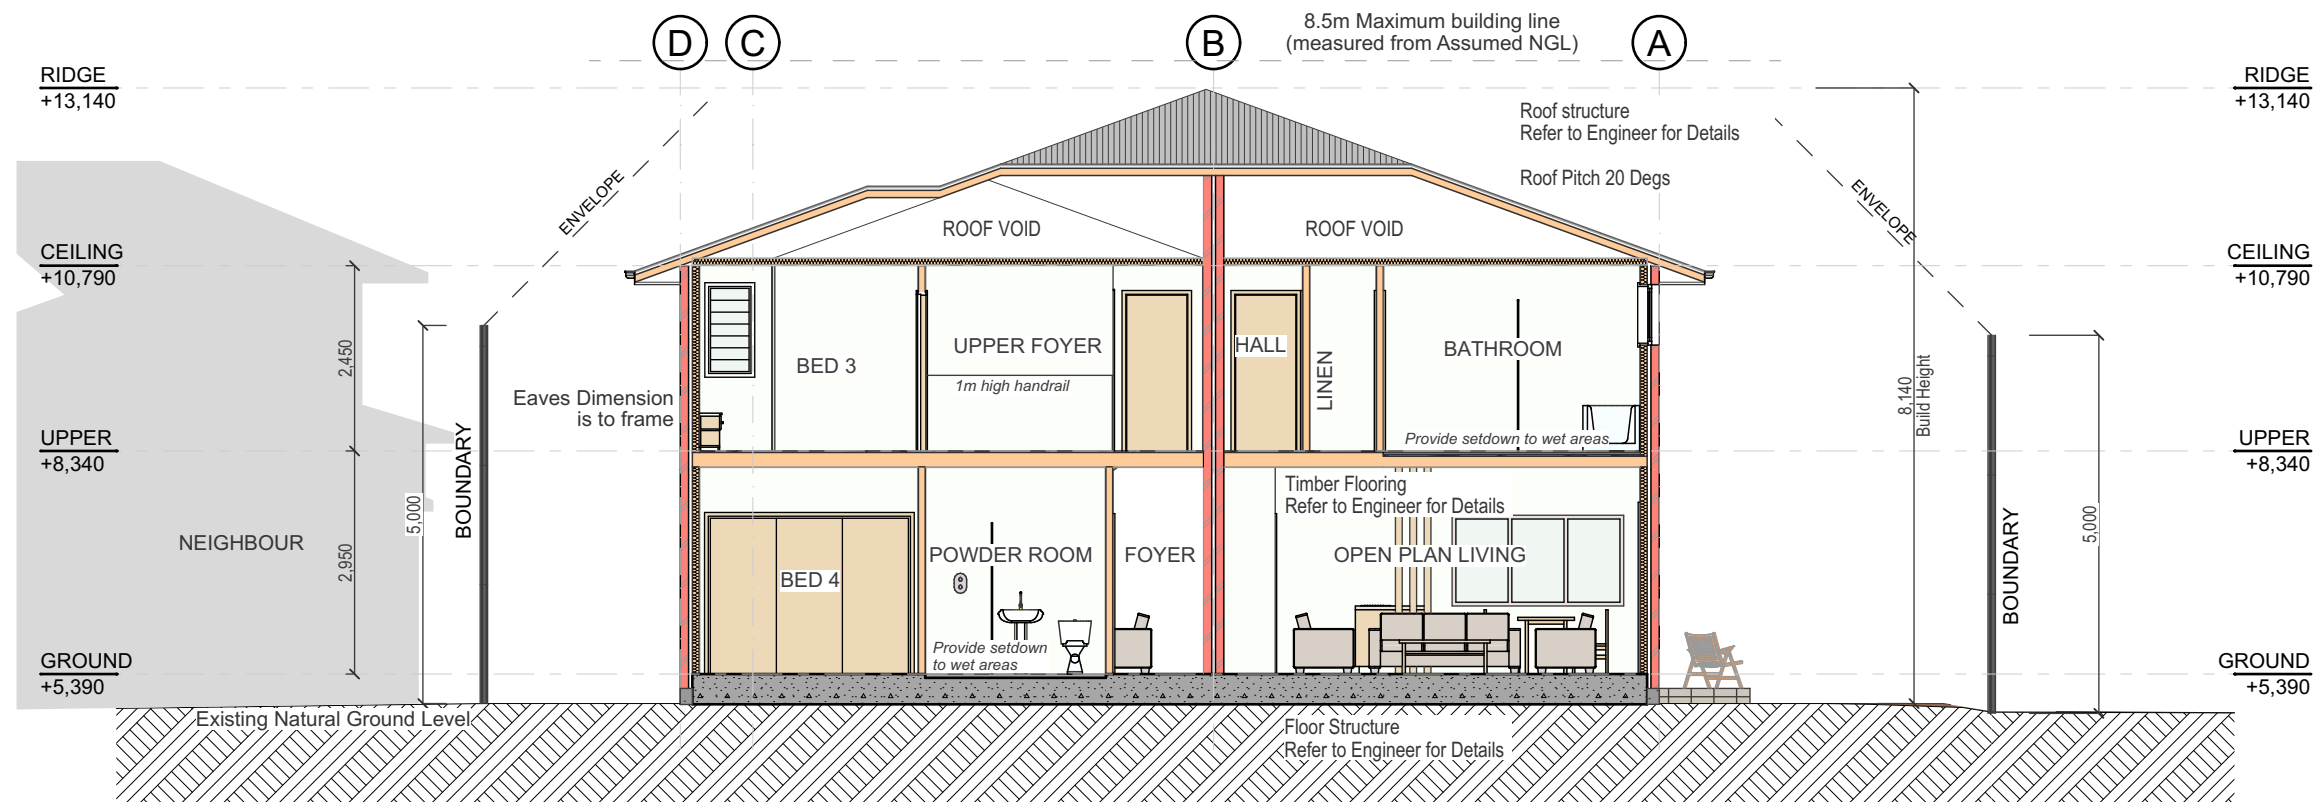 D
C
B
A
8.5m Maximum building line
(measured from Assumed NGL)
RIDGE
+13,140
RIDGE
+13,140
Roof structure
Refer to Engineer for Details
Roof Pitch 20 Degs
ENVELOPE
ENVELOPE
ROOF VOID
ROOF VOID
CEILING
+10,790
CEILING
+10,790
2,450
BED 3
UPPER FOYER
1m high handrail
HALL
LINEN
BATHROOM
Provide setdown to wet areas
8,140
Build Height
Eaves Dimension
is to frame
UPPER
+8,340
UPPER
+8,340
BOUNDARY
5,000
Timber Flooring
Refer to Engineer for Details
NEIGHBOUR
2,950
BED 4
POWDER ROOM
FOYER
OPEN PLAN LIVING
BOUNDARY
5,000
Provide setdown
to wet areas
GROUND
+5,390
GROUND
+5,390
Existing Natural Ground Level
Floor Structure
Refer to Engineer for Details